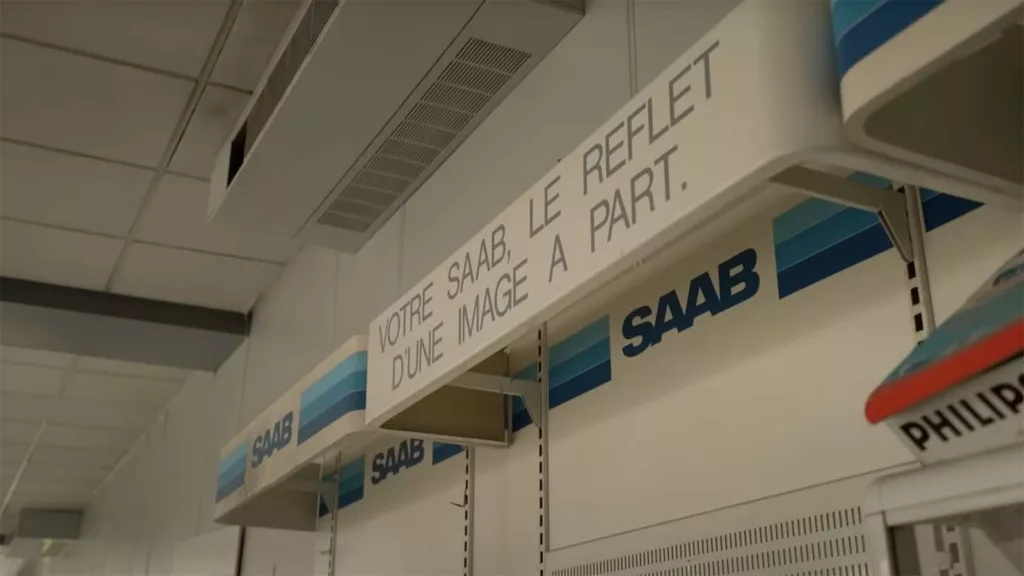 VOTRE SAAB, LE REFLET
D'UNE IMAGE A PART.
SAAB
SAAB
SAAB
PHILIPS